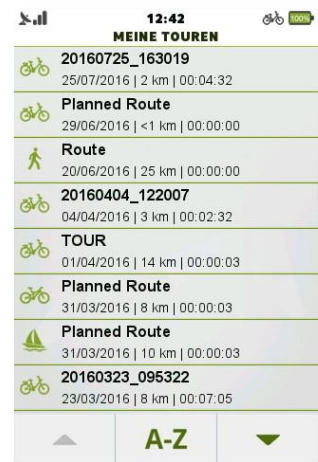 12:42
100%
MEINE TOUREN
20160725_163019
25/07/2016 | 2 km | 00:04:32
Planned Route
29/06/2016 | <1 km | 00:00:00
Route
20/06/2016 | 25 km | 00:00:00
20160404_122007
04/04/2016 | 3 km | 00:02:32
TOUR
01/04/2016 | 14 km | 00:00:03
Planned Route
31/03/2016 | 8 km | 00:00:03
Planned Route
31/03/2016 | 10 km | 00:00:03
20160323_095322
23/03/2016 | 8 km | 00:07:05
A-Z